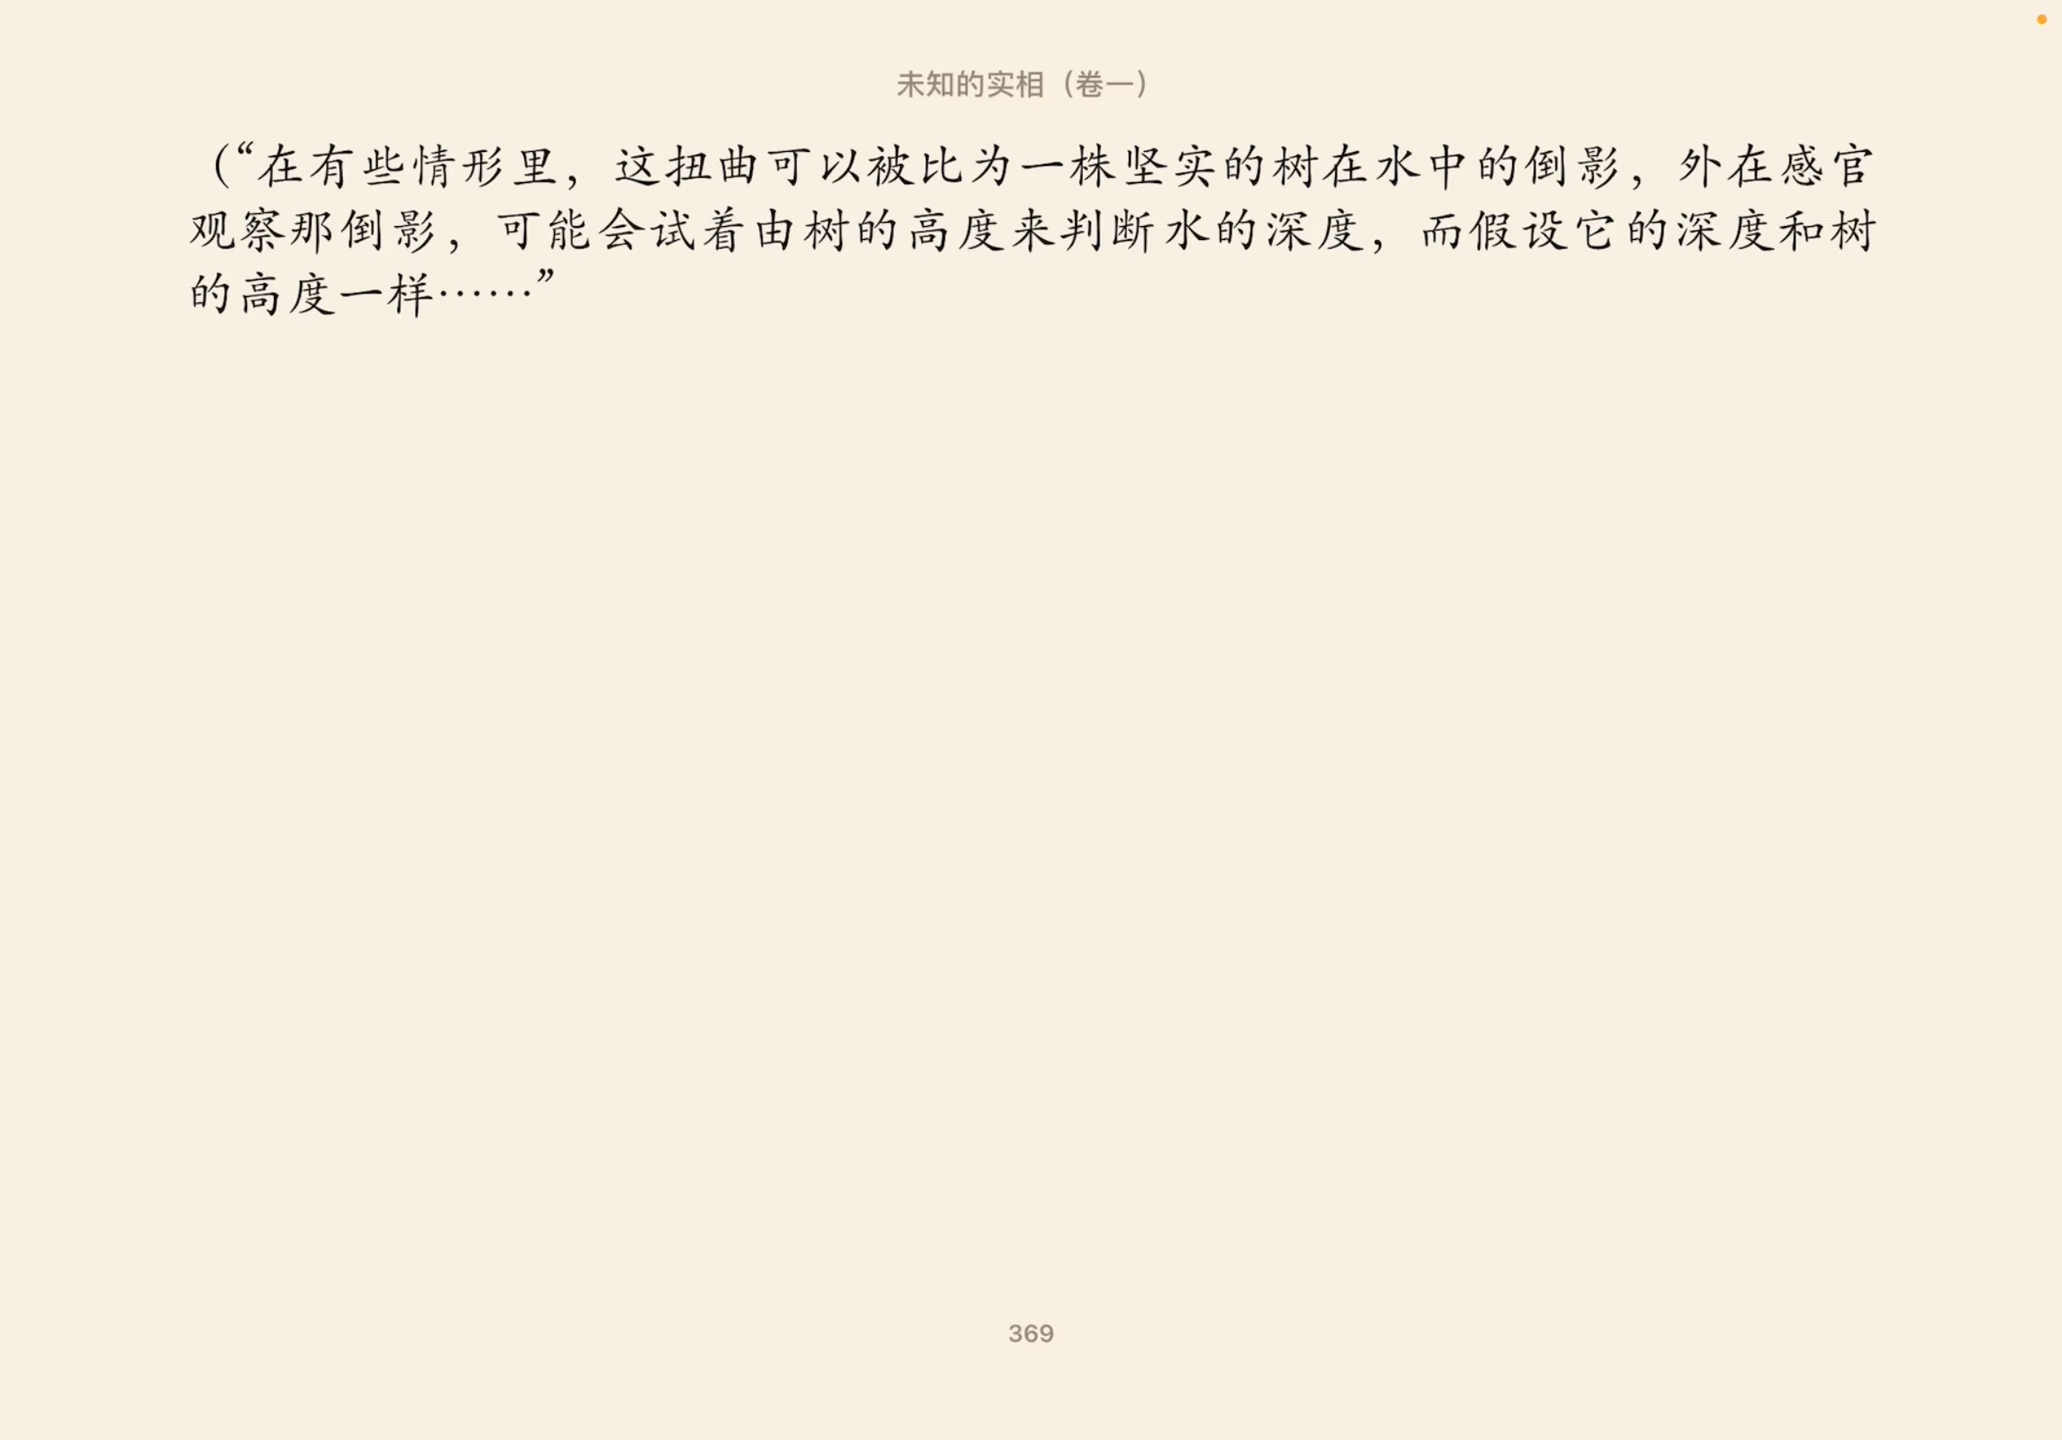 未知的实相（卷一）
（“在有些情形里，这扭曲可以被比为一株坚实的树在水中的倒影，外在感官
观察那倒影，可能会试着由树的高度来判断水的深度，而假设它的深度和树
的高度一样……”
369